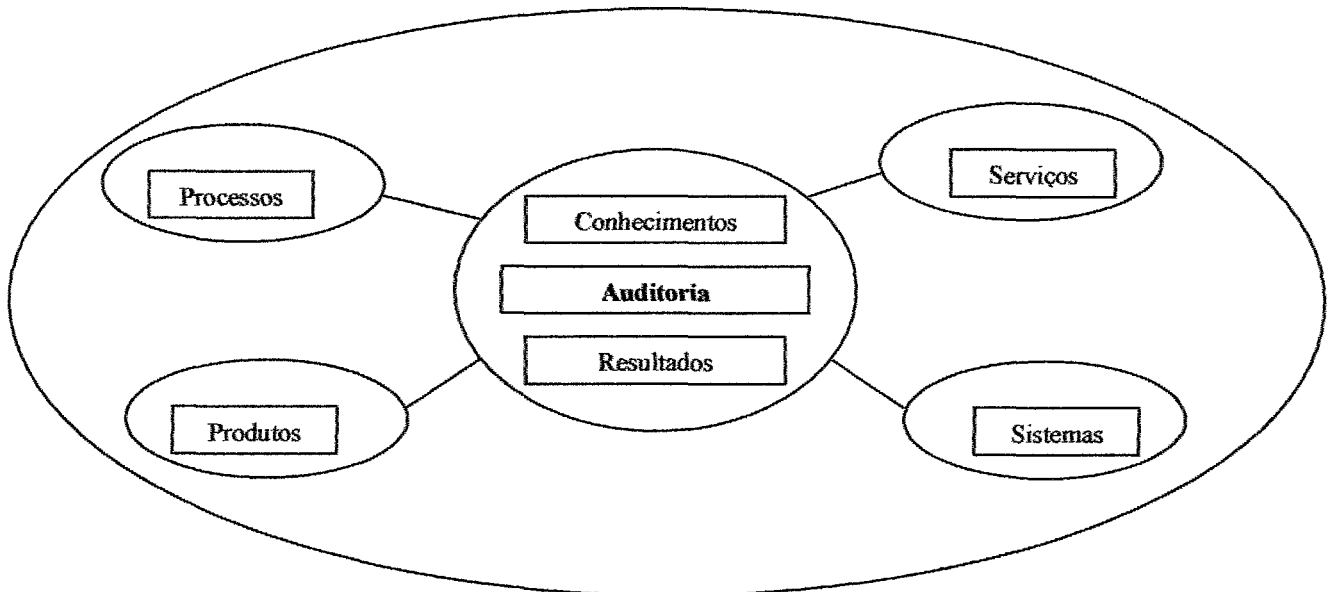 Processos
Serviços
Conhecimentos
Auditoria
Resultados
Produtos
Sistemas